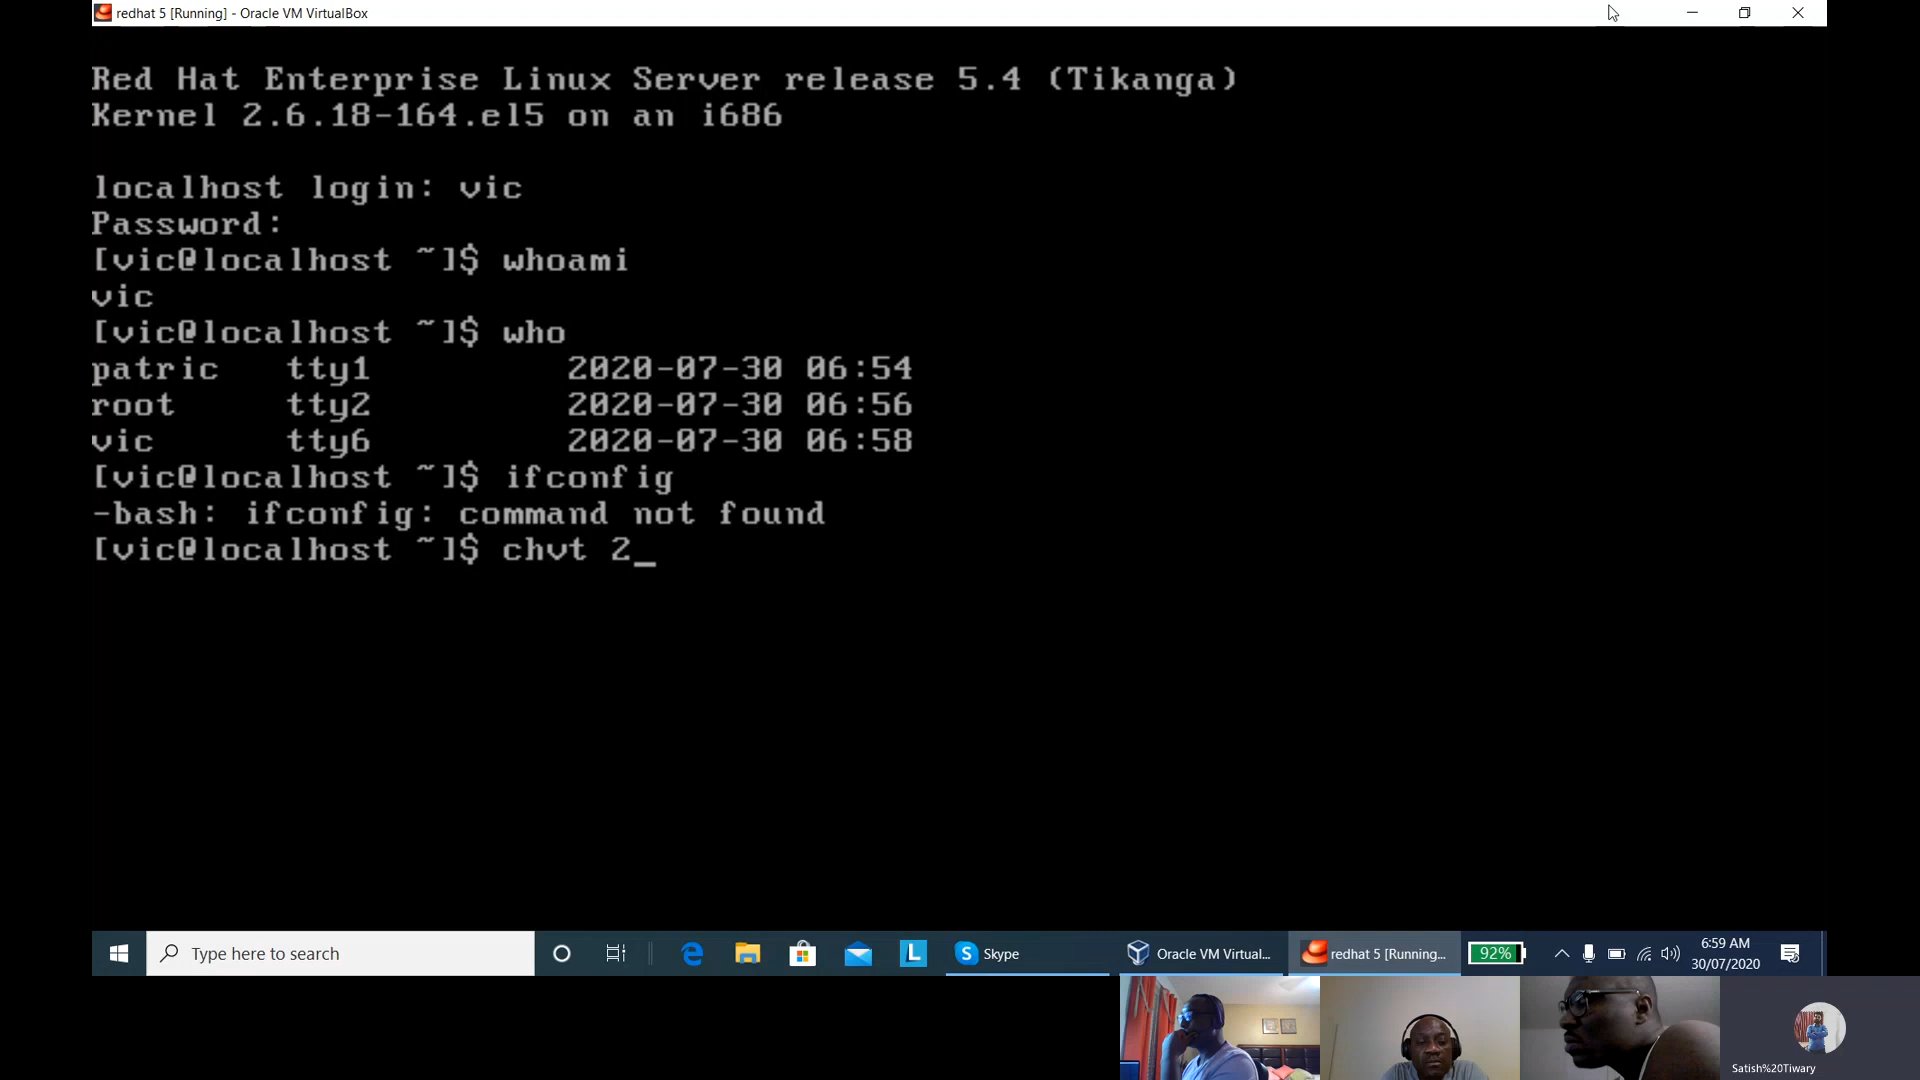 redhat 5 [Running] - Oracle VM VirtualBox
Red Hat Enterprise Linux Server release 5.4 (Tikanga)
Kernel 2.6.18-164.el5 on an i686
localhost login: vic
Password:
[vic@localhost ~]$ whoami
vic
[vic@localhost ~]$ who
patric tty1 2020-07-30 06:54
root tty2 2020-07-30 06:56
vic tty6 2020-07-30 06:58
[vic@localhost ~]$ ifconfig
-bash: ifconfig: command not found
[vic@localhost ~]$ chvt 2_
Type here to search
L
S Skype
Oracle VM Virtual...
redhat 5 [Running...
92%
6:59 AM
30/07/2020
Satish%20Tiwary